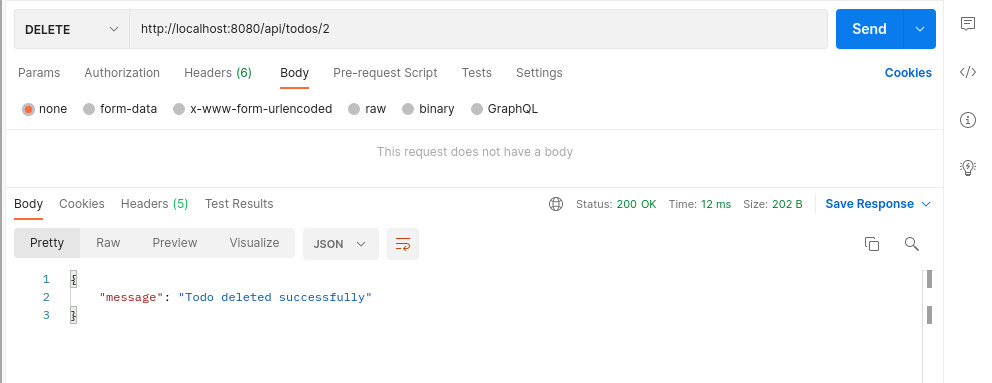 DELETE http://localhost:8080/api/todos/2 Send
Params Authorization Headers (6) Body Pre-request Script Tests Settings Cookies
none form-data x-www-form-urlencoded raw binary GraphQL
This request does not have a body
Body Cookies Headers (5) Test Results Status: 200 OK Time: 12 ms Size: 202 B Save Response
Pretty Raw Preview Visualize JSON
1 {
2 "message": "Todo deleted successfully"
3 }